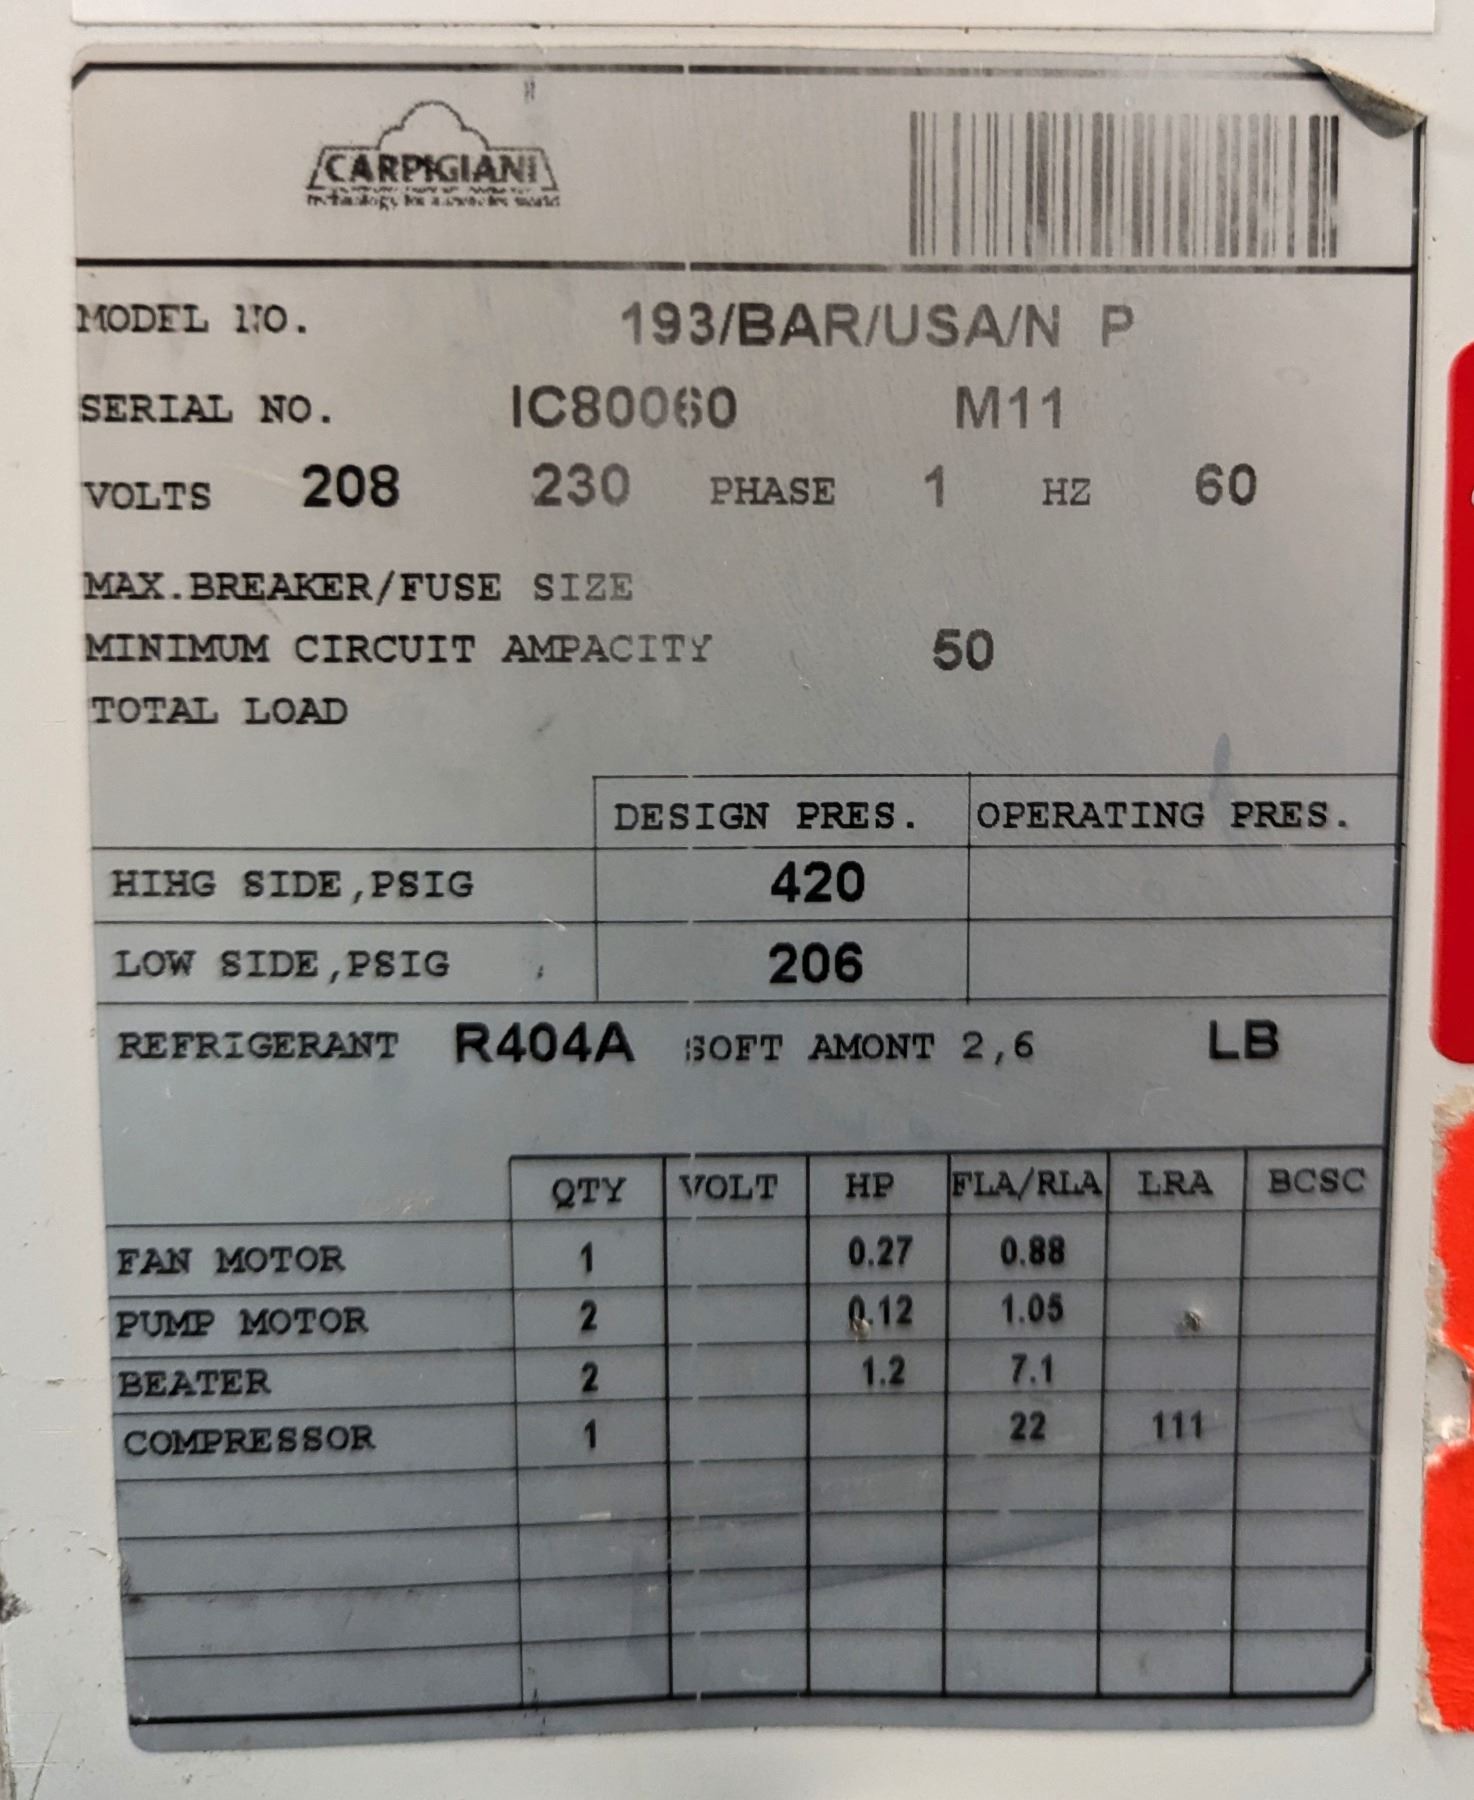 CARPIGIANI
MODEL NO. 193/BAR/USA/N P
SERIAL NO. IC80060 M11
VOLTS 208 230 PHASE 1 HZ 60
MAX.BREAKER/FUSE SIZE
MINIMUM CIRCUIT AMPACITY 50
TOTAL LOAD
DESIGN PRES. OPERATING PRES.
HIHG SIDE,PSIG 420
LOW SIDE,PSIG 206
REFRIGERANT R404A SOFT AMONT 2,6 LB
QTY VOLT HP FLA/RLA LRA BCSC
FAN MOTOR 1 0.27 0.88
PUMP MOTOR 2 0.12 1.05
BEATER 2 1.2 7.1
COMPRESSOR 1 22 111